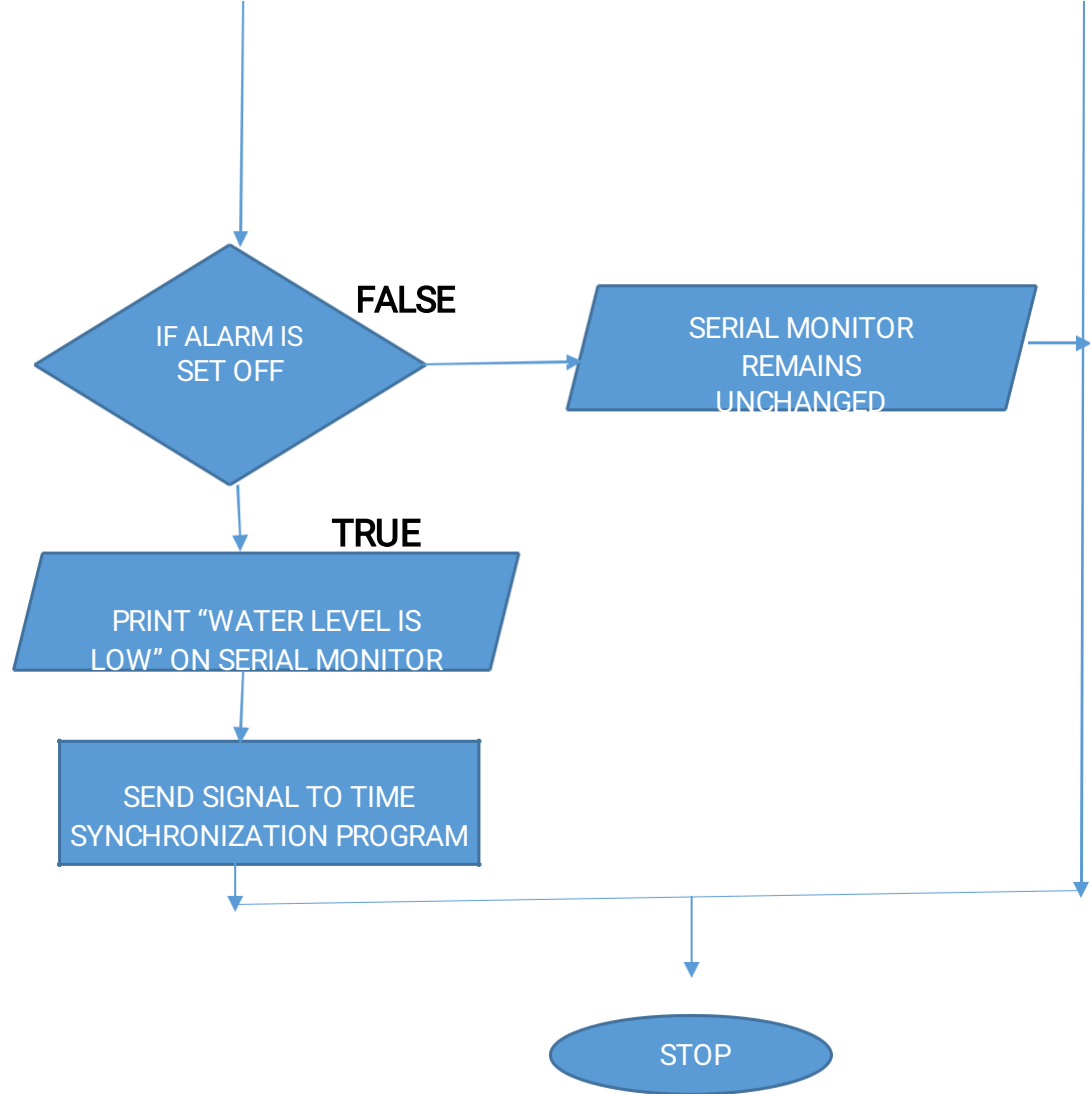 IF ALARM IS
SET OFF
FALSE
SERIAL MONITOR
REMAINS
UNCHANGED
TRUE
PRINT “WATER LEVEL IS
LOW” ON SERIAL MONITOR
SEND SIGNAL TO TIME
SYNCHRONIZATION PROGRAM
STOP